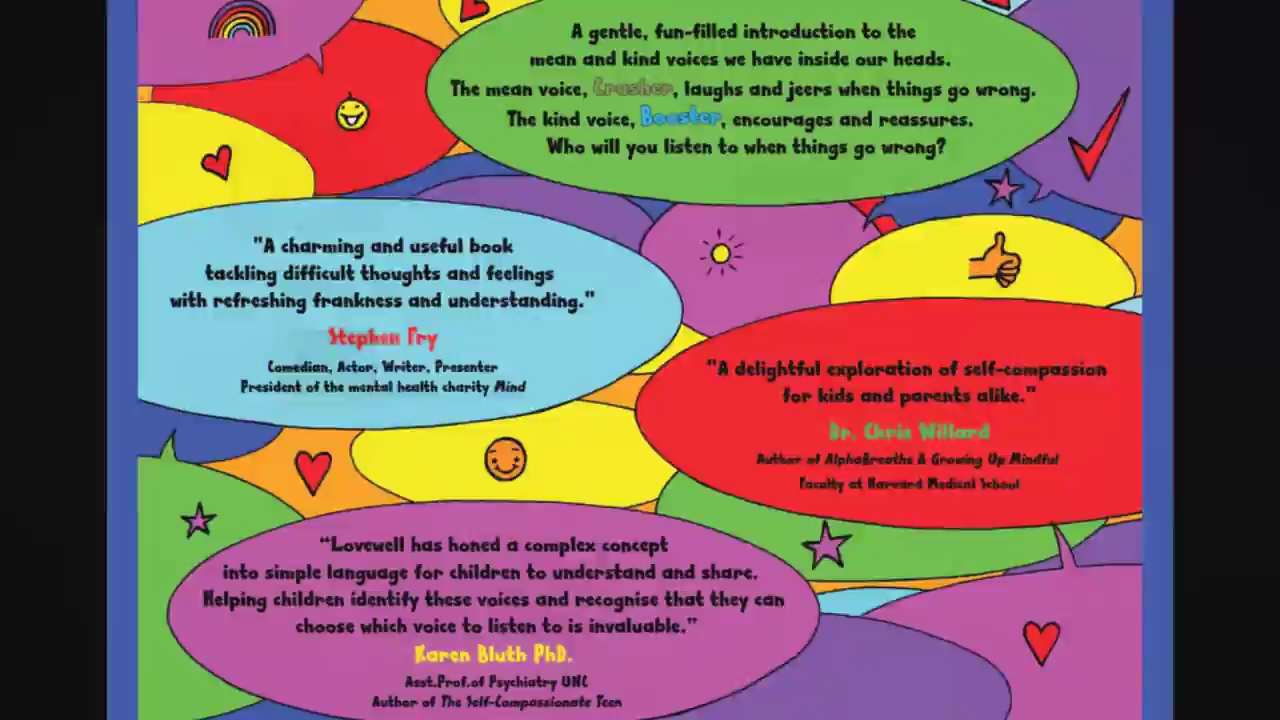 A gentle, fun-filled introduction to the
mean and kind voices we have inside our heads.
The mean voice, Crusher, laughs and jeers when things go wrong.
The kind voice, Booster, encourages and reassures.
Who will you listen to when things go wrong?
"A charming and useful book
tackling difficult thoughts and feelings
with refreshing frankness and understanding."
Stephen Fry
Comedian, Actor, Writer, Presenter
President of the mental health charity Mind
"A delightful exploration of self-compassion
for kids and parents alike."
Dr. Chris Willard
Author of AlphaBreaths & Growing Up Mindful
Faculty at Harvard Medical School
“Lovewell has honed a complex concept
into simple language for children to understand and share.
Helping children identify these voices and recognise that they can
choose which voice to listen to is invaluable.”
Karen Bluth PhD.
Asst.Prof.of Psychiatry UNC
Author of The Self-Compassionate Teen